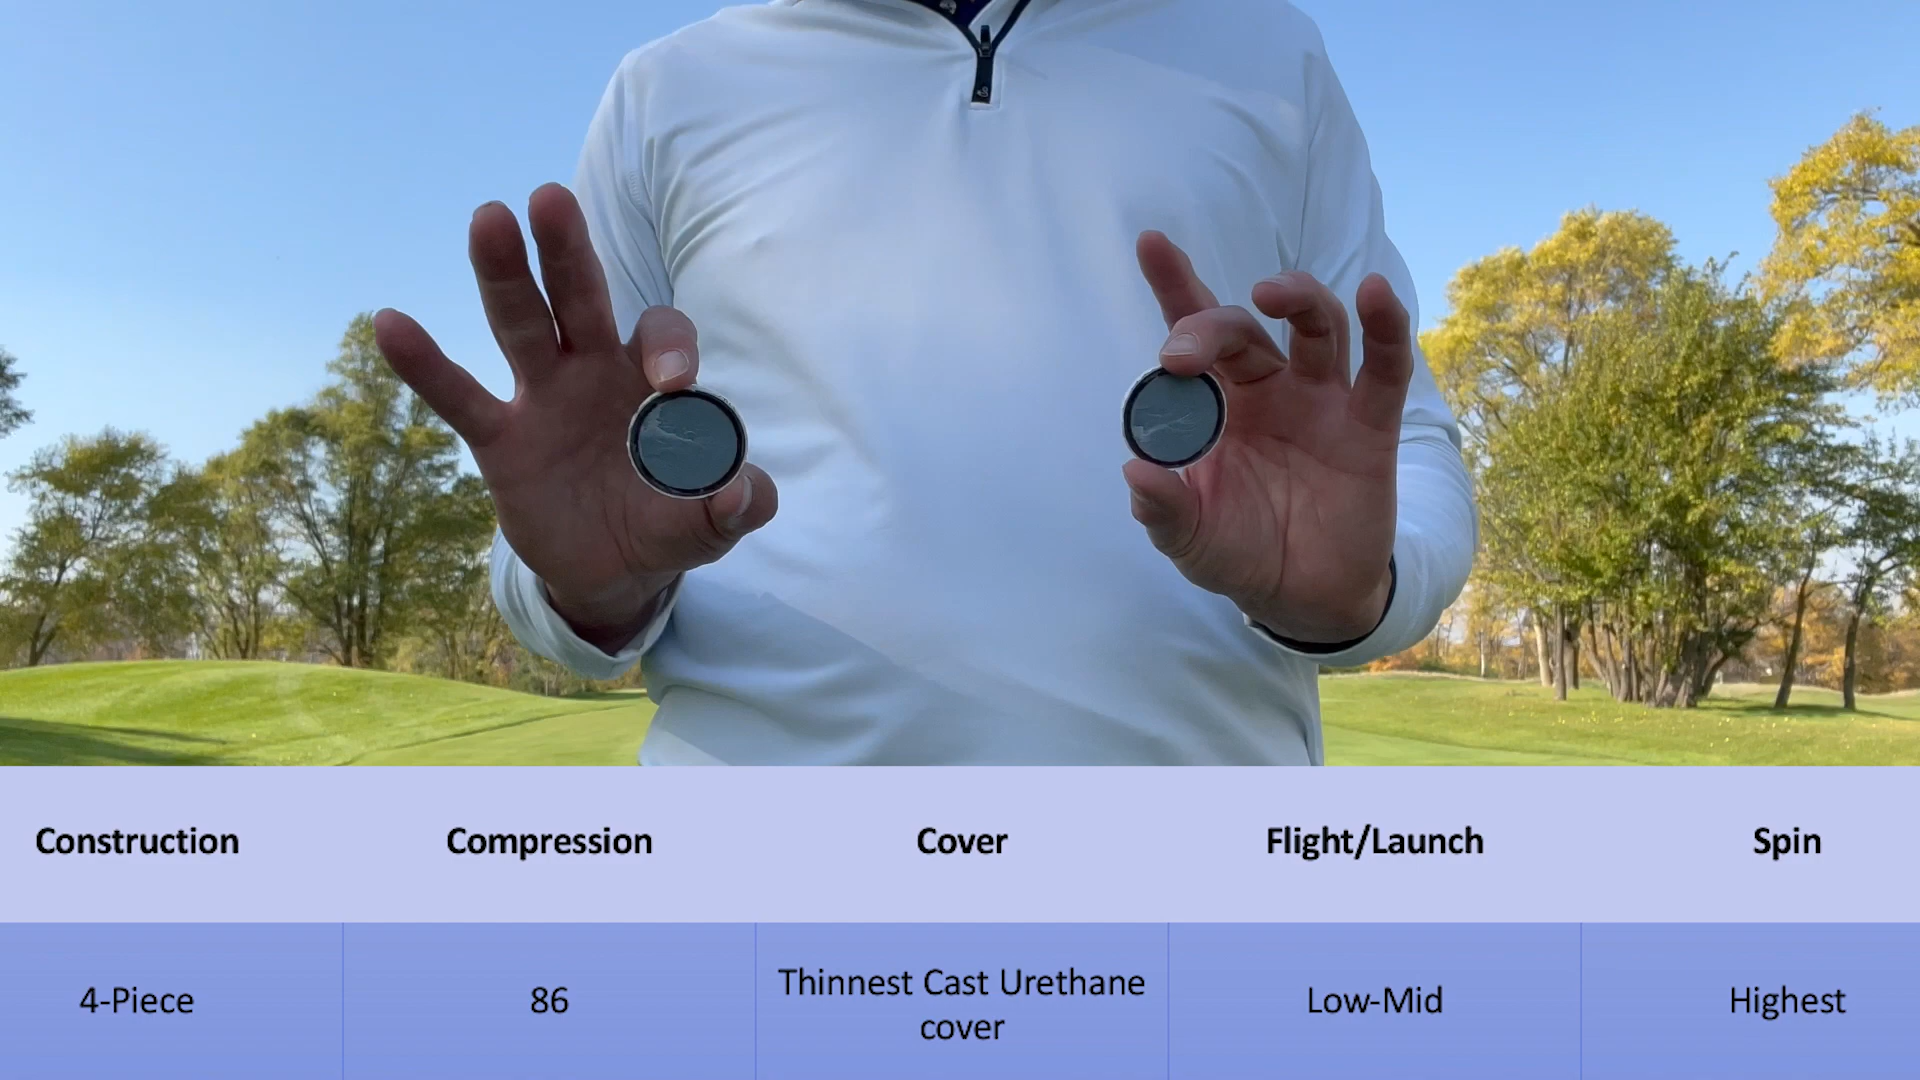 Construction
Compression
Cover
Flight/Launch
Spin
4-Piece
86
Thinnest Cast Urethane
cover
Low-Mid
Highest